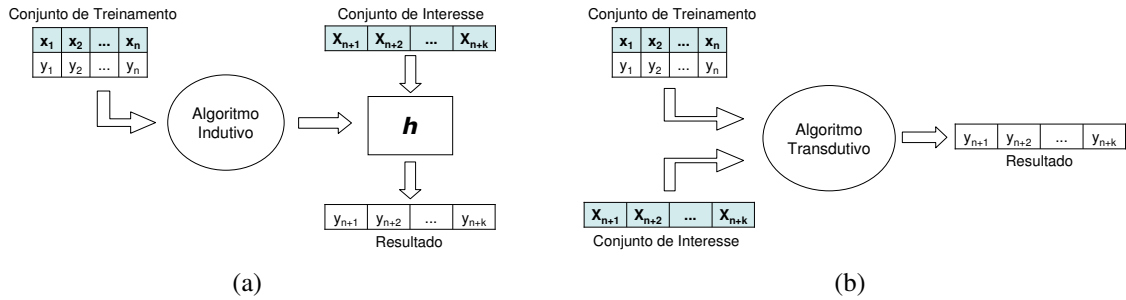 Conjunto de Treinamento
x1 x2 ... xn
y1 y2 ... yn
Algoritmo
Indutivo
Conjunto de Interesse
Xn+1 Xn+2 ... Xn+k
h
yn+1 yn+2 ... yn+k
Resultado
(a)
Conjunto de Treinamento
x1 x2 ... xn
y1 y2 ... yn
Algoritmo
Transdutivo
yn+1 yn+2 ... yn+k
Resultado
Xn+1 Xn+2 ... Xn+k
Conjunto de Interesse
(b)